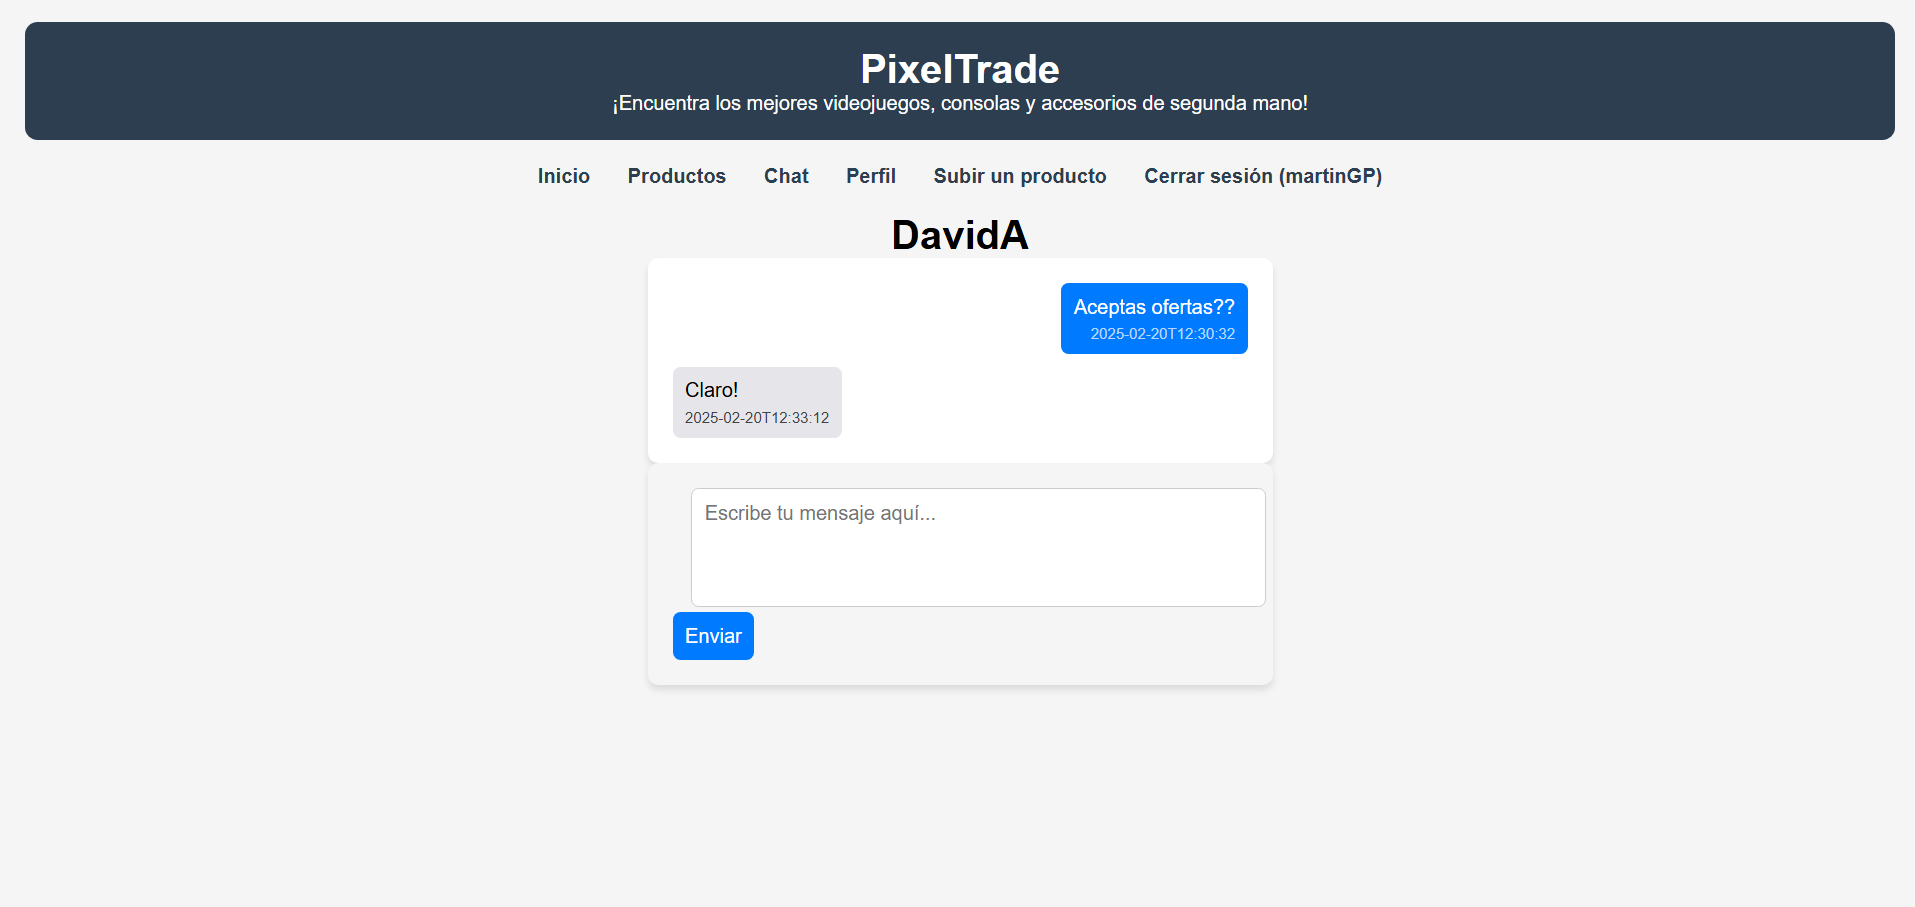 PixelTrade
¡Encuentra los mejores videojuegos, consolas y accesorios de segunda mano!
Inicio Productos Chat Perfil Subir un producto Cerrar sesión (martinGP)
DavidA
Aceptas ofertas??
2025-02-20T12:30:32
Claro!
2025-02-20T12:33:12
Escribe tu mensaje aquí...
Enviar